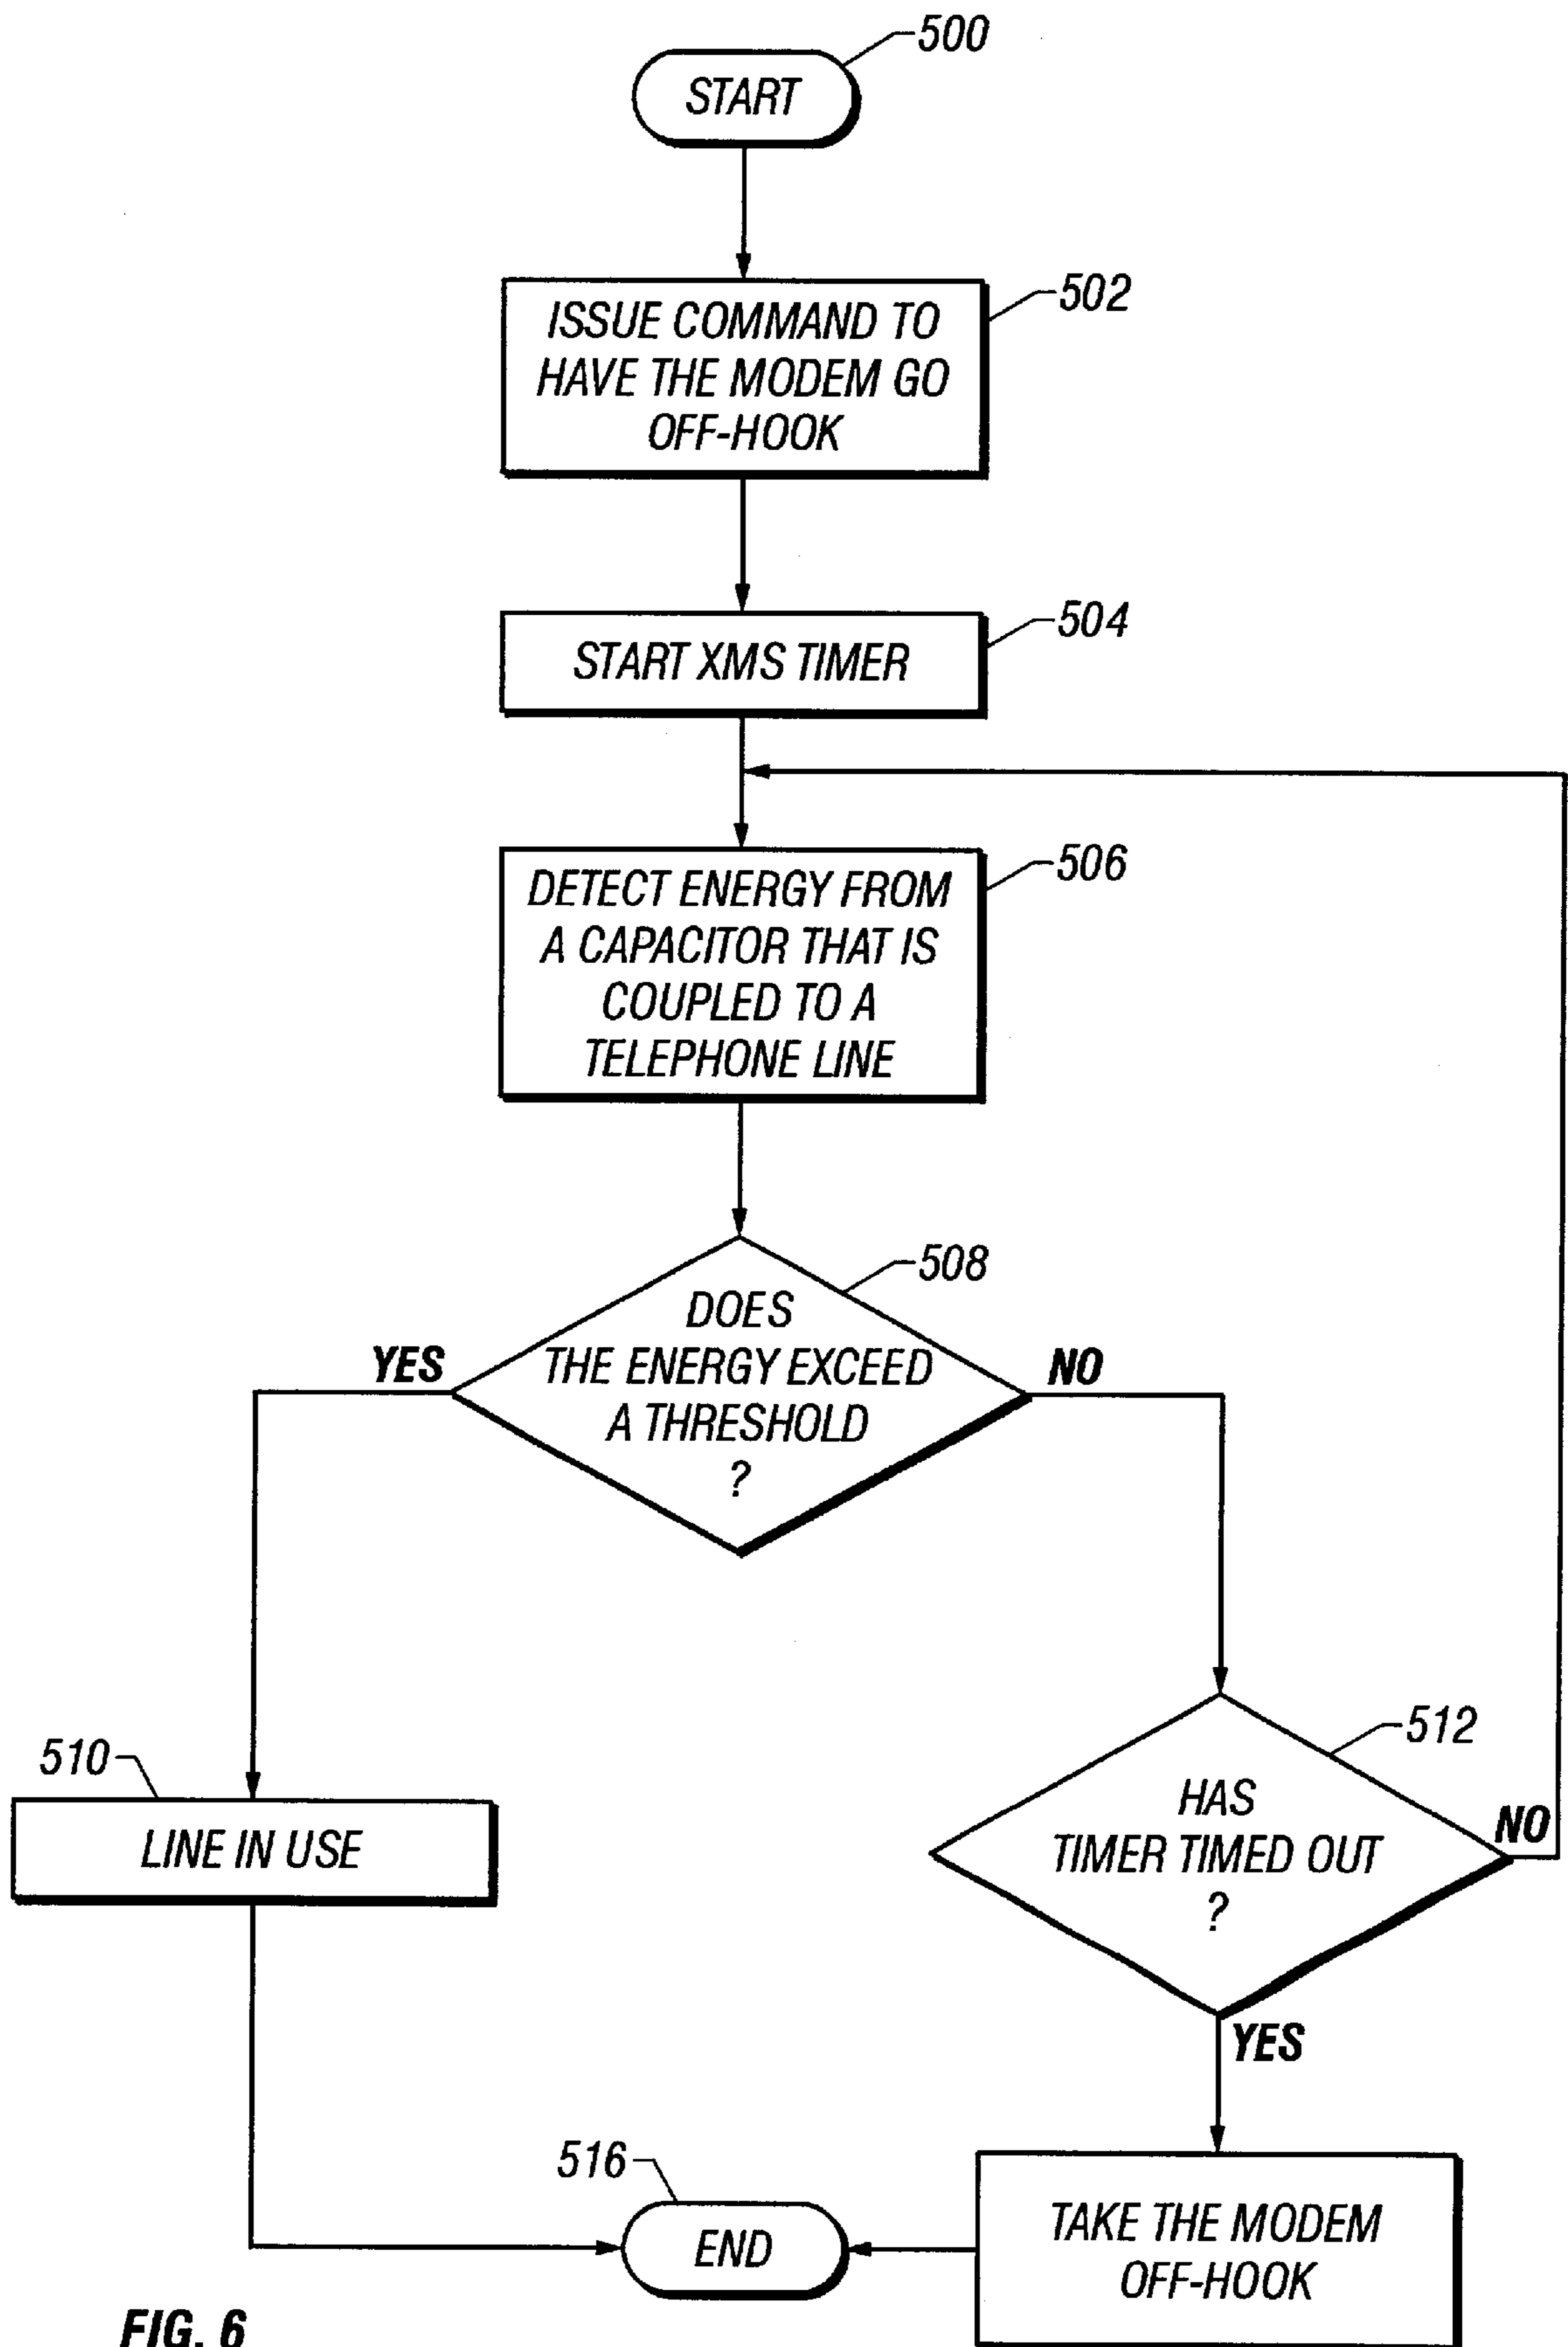 500
START
502
ISSUE COMMAND TO
HAVE THE MODEM GO
OFF-HOOK
504
START XMS TIMER
506
DETECT ENERGY FROM
A CAPACITOR THAT IS
COUPLED TO A
TELEPHONE LINE
508
DOES
THE ENERGY EXCEED
A THRESHOLD
?
YES
NO
510
LINE IN USE
512
HAS
TIMER TIMED OUT
?
NO
YES
516
END
TAKE THE MODEM
OFF-HOOK
FIG. 6